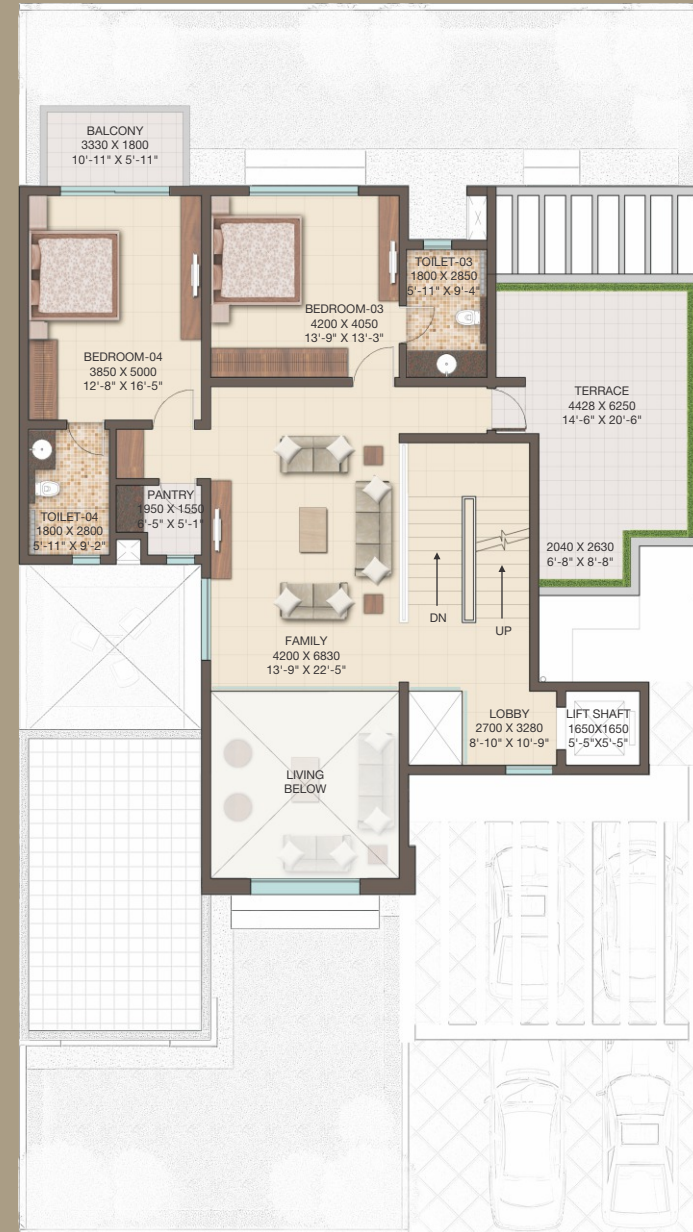 BALCONY
3330 X 1800
10'-11" X 5'-11"
TOILET-03
1800 X 2850
5'-11" X 9'-4"
BEDROOM-03
4200 X 4050
13'-9" X 13'-3"
BEDROOM-04
3850 X 5000
12'-8" X 16'-5"
TERRACE
4428 X 6250
14'-6" X 20'-6"
PANTRY
1950 X 1550
6'-5" X 5'-1"
TOILET-04
1800 X 2800
5'-11" X 9'-2"
2040 X 2630
6'-8" X 8'-8"
DN
UP
FAMILY
4200 X 6830
13'-9" X 22'-5"
LOBBY
2700 X 3280
8'-10" X 10'-9"
LIFT SHAFT
1650X1650
5'-5"X5'-5"
LIVING
BELOW